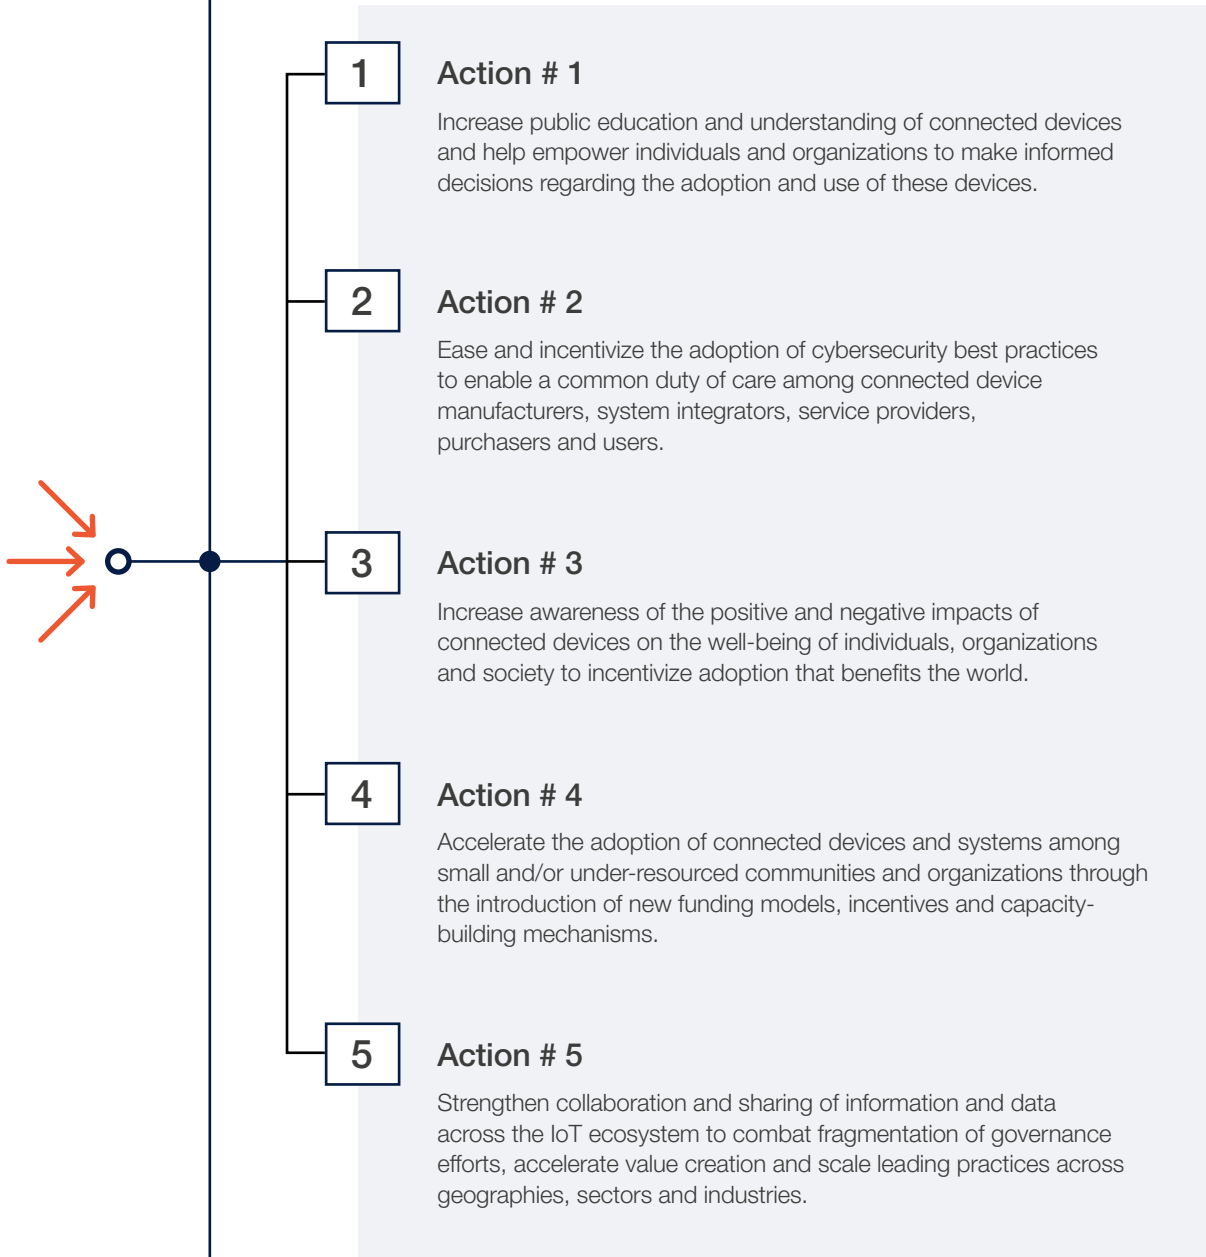 1
Action # 1
Increase public education and understanding of connected devices
and help empower individuals and organizations to make informed
decisions regarding the adoption and use of these devices.
2
Action # 2
Ease and incentivize the adoption of cybersecurity best practices
to enable a common duty of care among connected device
manufacturers, system integrators, service providers,
purchasers and users.
3
Action # 3
Increase awareness of the positive and negative impacts of
connected devices on the well-being of individuals, organizations
and society to incentivize adoption that benefits the world.
4
Action # 4
Accelerate the adoption of connected devices and systems among
small and/or under-resourced communities and organizations through
the introduction of new funding models, incentives and capacity-
building mechanisms.
5
Action # 5
Strengthen collaboration and sharing of information and data
across the IoT ecosystem to combat fragmentation of governance
efforts, accelerate value creation and scale leading practices across
geographies, sectors and industries.